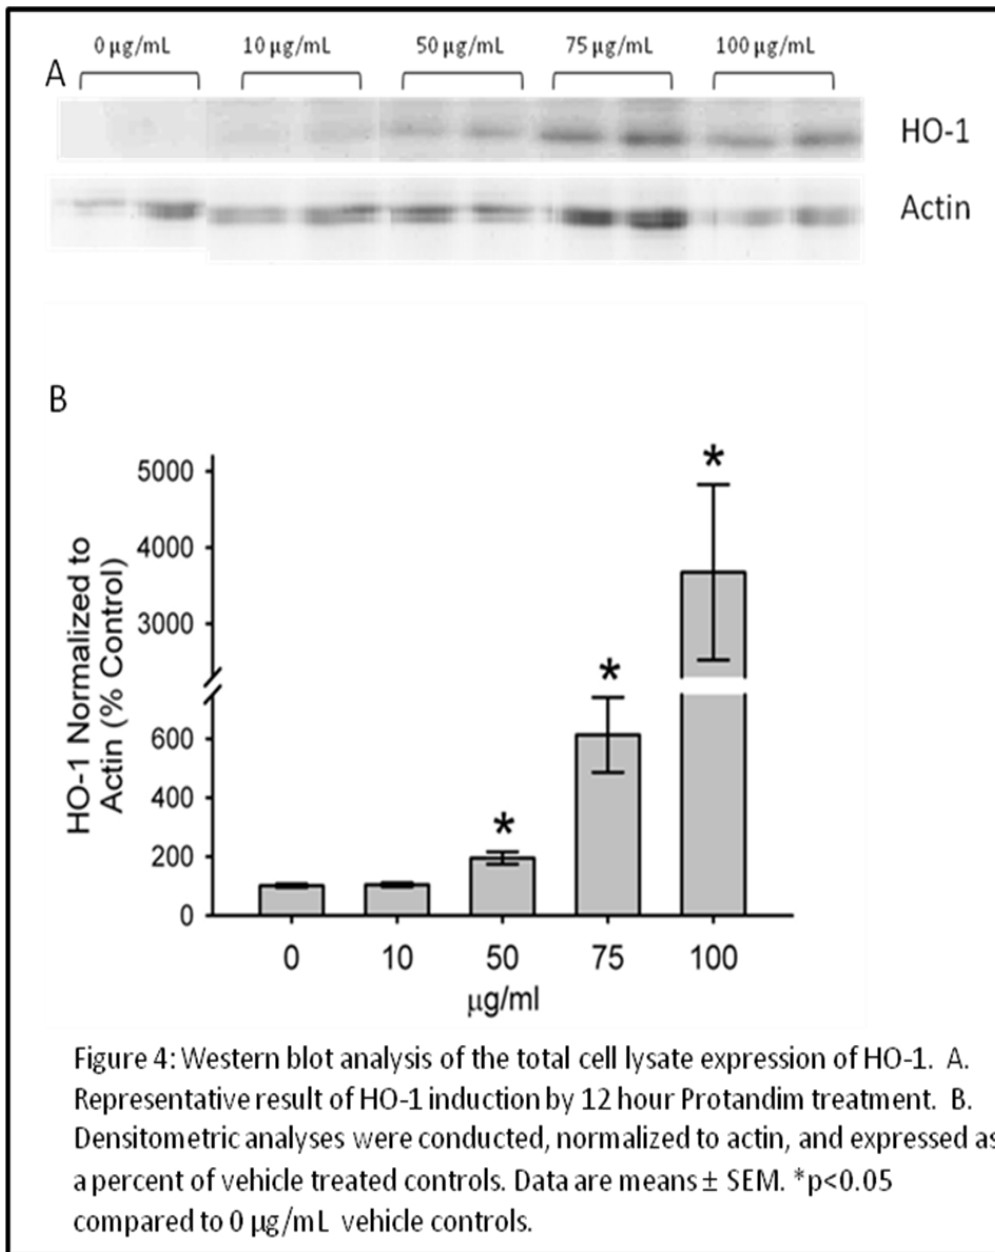 0 µg/mL 10 µg/mL 50 µg/mL 75 µg/mL 100 µg/mL
A
HO-1
Actin
B
HO-1 Normalized to
Actin (% Control)
5000
4000
3000
600
400
200
0
*
*
*
0 10 50 75 100
µg/ml
Figure 4: Western blot analysis of the total cell lysate expression of HO-1. A.
Representative result of HO-1 induction by 12 hour Protandim treatment. B.
Densitometric analyses were conducted, normalized to actin, and expressed as
a percent of vehicle treated controls. Data are means ± SEM. *p<0.05
compared to 0 µg/mL vehicle controls.